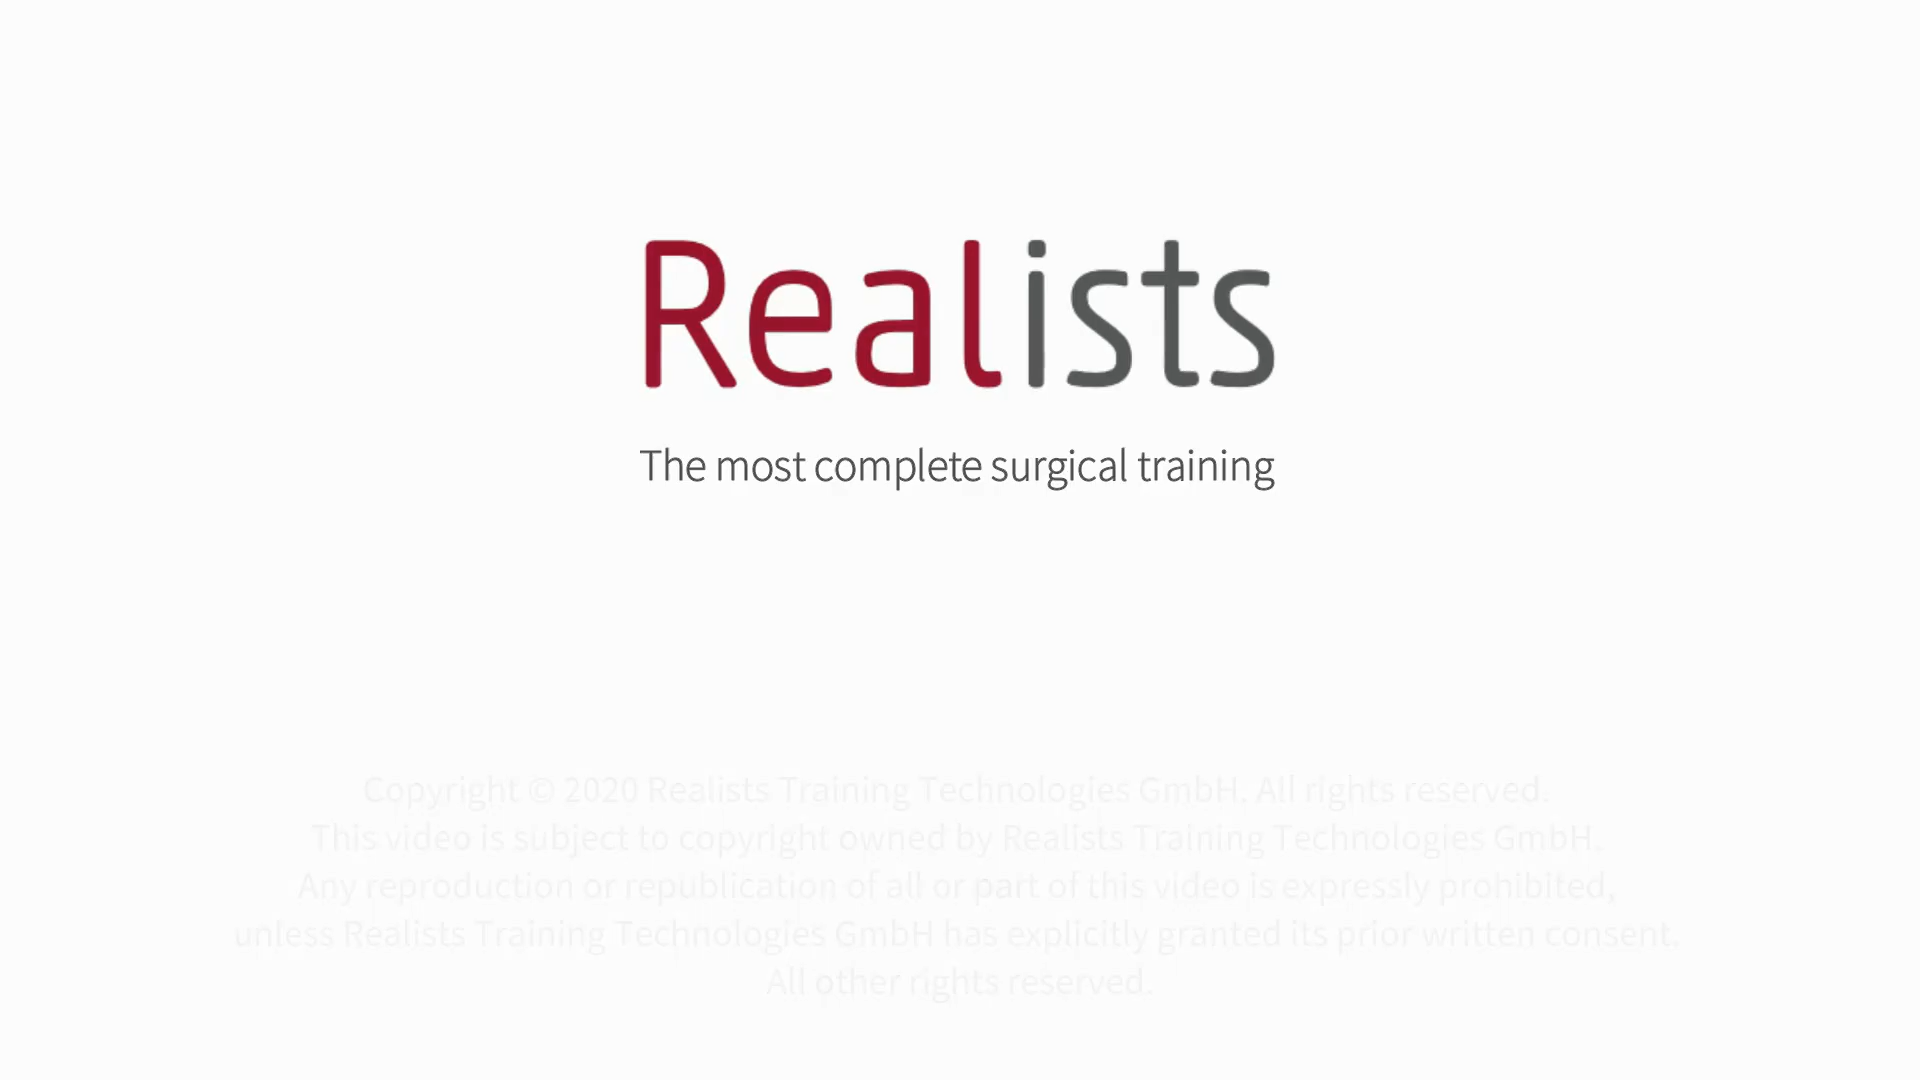 Realists
The most complete surgical training
Copyright © 2020 Realists Training Technologies GmbH. All rights reserved.
This video is subject to copyright owned by Realists Training Technologies GmbH.
Any reproduction or republication of all or part of this video is expressly prohibited,
unless Realists Training Technologies GmbH has explicitly granted its prior written consent.
All other rights reserved.